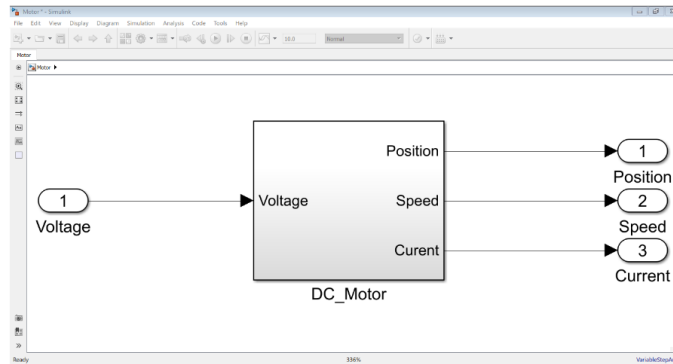 Motor * - Simulink
File Edit View Display Diagram Simulation Analysis Code Tools Help
10.0 Normal
Motor
Motor
Position
1
Position
1
Voltage
Voltage
Speed
2
Speed
Curent
3
Current
DC_Motor
Ready 336%